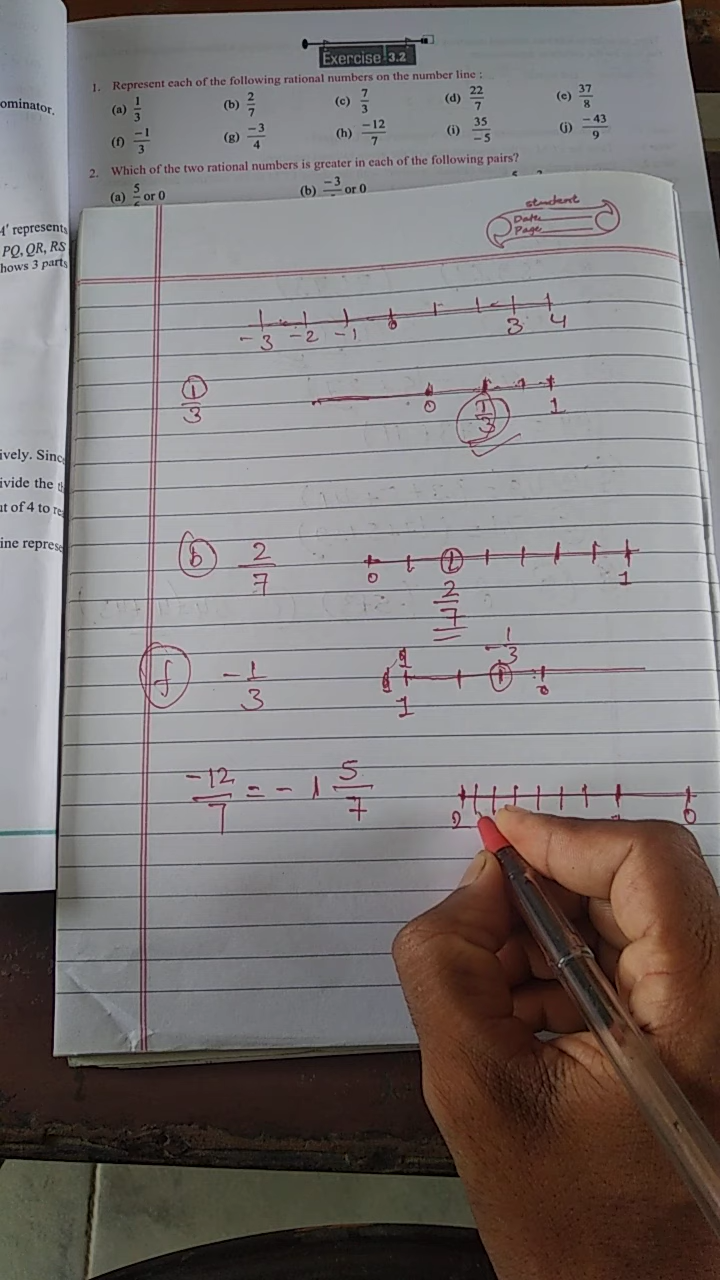 Exercise 3.2
1. Represent each of the following rational numbers on the number line :
(a) 1/3 (b) 2/7 (c) 7/3 (d) 22/7 (e) 37/8
(f) -1/3 (g) -3/4 (h) -12/7 (i) 35/-5 (j) -43/9
2. Which of the two rational numbers is greater in each of the following pairs?
(a) 5/ or 0 (b) -3/ or 0
ominator.
4' represents
PQ, QR, RS
hows 3 parts
ively. Since
ivide the
t of 4 to
ine represe
student
Date
Page
-3 -2 -1 0 3 4
1/3 0 1/3 1
b 2/7 0 2/7 1
f -1/3 1 -1/3 0
-12/7 = -1 5/7 2 0